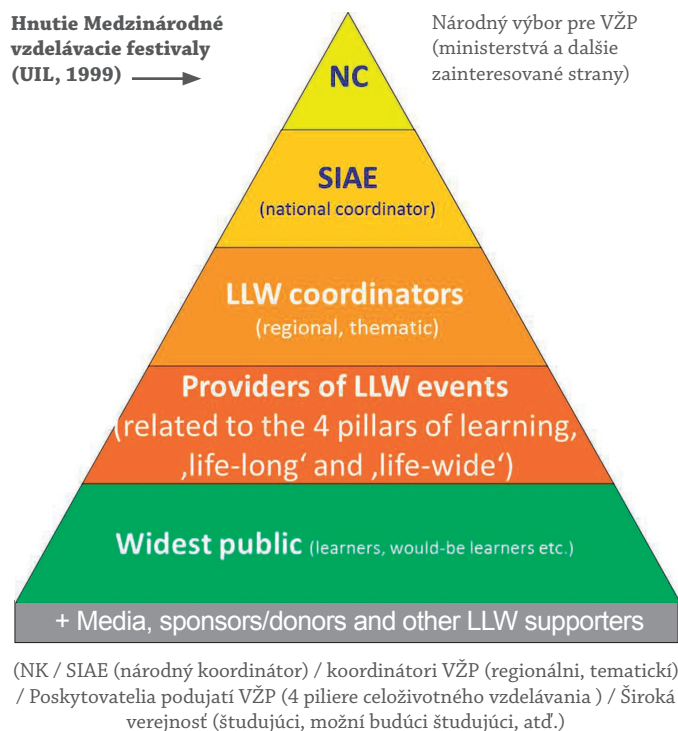 Hnutie Medzinárodné
vzdelávacie festivaly
(UIL, 1999)
Národný výbor pre VŽP
(ministerstvá a dalšie
zainteresované strany)
NC
SIAE
(national coordinator)
LLW coordinators
(regional, thematic)
Providers of LLW events
(related to the 4 pillars of learning,
‚life-long‘ and ‚life-wide‘)
Widest public (learners, would-be learners etc.)
+ Media, sponsors/donors and other LLW supporters
(NK / SIAE (národný koordinátor) / koordinátori VŽP (regionálni, tematickí)
/ Poskytovatelia podujatí VŽP (4 piliere celoživotného vzdelávania ) / Široká
verejnosť (študujúci, možní budúci študujúci, atď.)